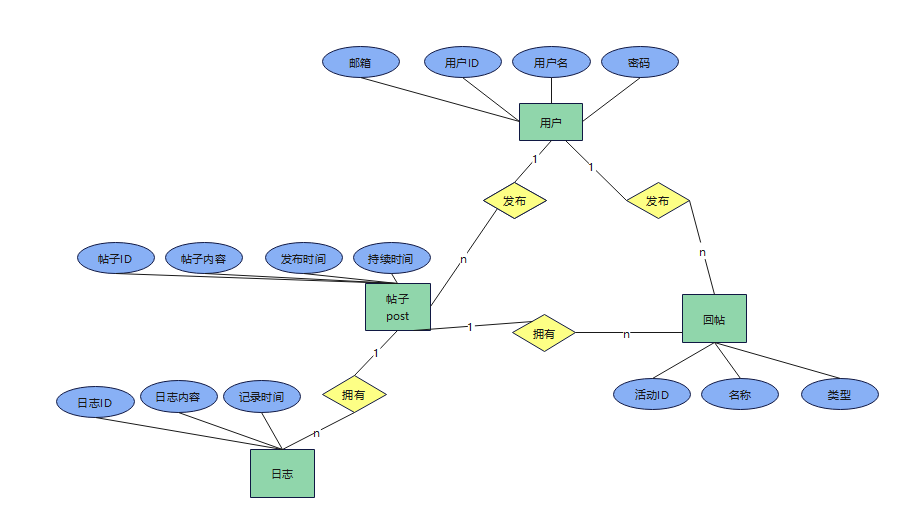 邮箱
用户ID
用户名
密码
用户
1
1
发布
发布
n
n
帖子ID
帖子内容
发布时间
持续时间
帖子
post
回帖
1
拥有
n
1
拥有
日志ID
日志内容
记录时间
n
日志
活动ID
名称
类型